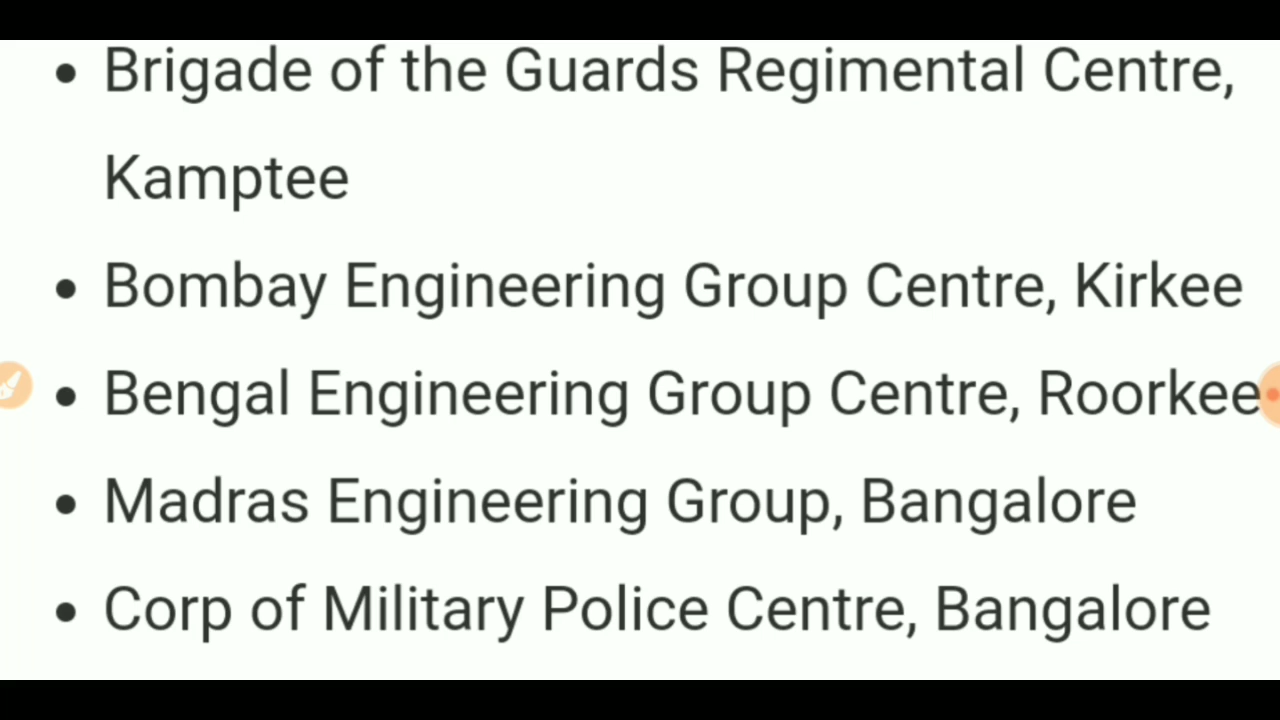 • Brigade of the Guards Regimental Centre,
Kamptee
• Bombay Engineering Group Centre, Kirkee
• Bengal Engineering Group Centre, Roorkee
• Madras Engineering Group, Bangalore
• Corp of Military Police Centre, Bangalore